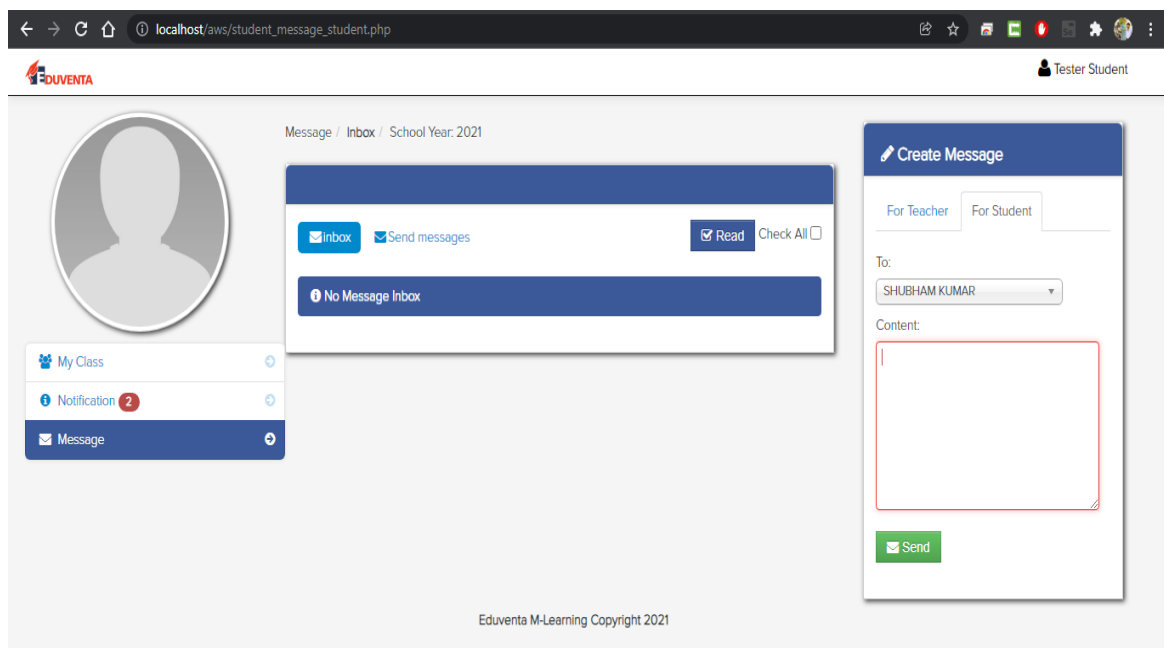 localhost/aws/student_message_student.php
EDUVENTA
Tester Student
Message / Inbox / School Year: 2021
inbox
Send messages
Read
Check All
No Message Inbox
My Class
Notification 2
Message
Create Message
For Teacher
For Student
To:
SHUBHAM KUMAR
Content:
Send
Eduventa M-Learning Copyright 2021